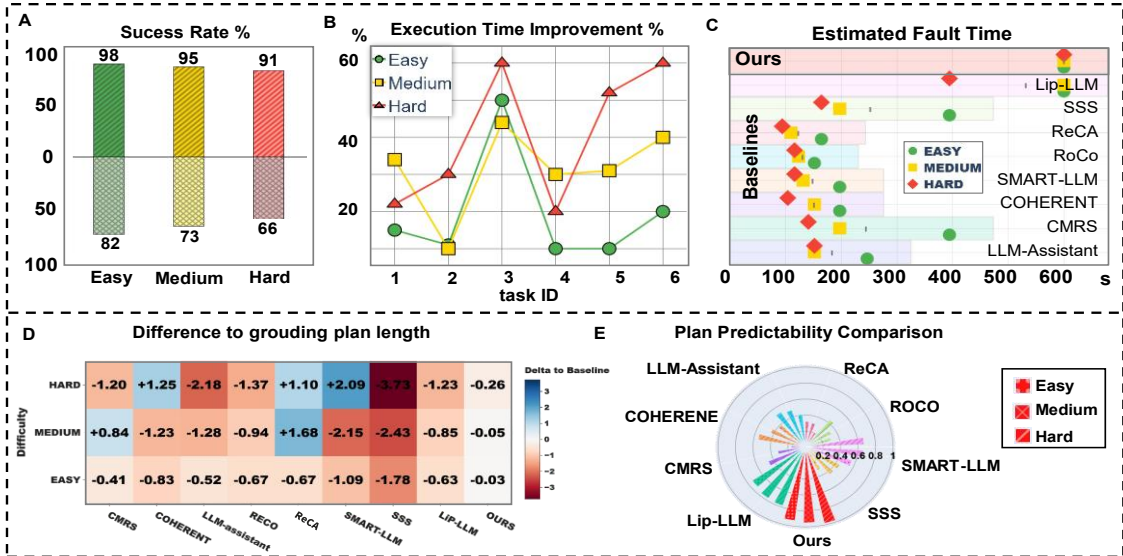 A
Sucess Rate %
100
50
0
50
100
98
95
91
82
73
66
Easy
Medium
Hard
B
Execution Time Improvement %
%
60
40
20
Easy
Medium
Hard
1
2
3
4
5
6
task ID
C
Estimated Fault Time
Baselines
Ours
Lip-LLM
SSS
ReCA
RoCo
SMART-LLM
COHERENT
CMRS
LLM-Assistant
EASY
MEDIUM
HARD
0 100 200 300 400 500 600 s
D
Difference to grouding plan length
Difficulty
HARD -1.20 +1.25 -2.18 -1.37 +1.10 +2.09 -3.73 -1.23 -0.26
MEDIUM +0.84 -1.23 -1.28 -0.94 +1.68 -2.15 -2.43 -0.85 -0.05
EASY -0.41 -0.83 -0.52 -0.67 -0.67 -1.09 -1.78 -0.63 -0.03
CMRS
COHERENT
LLM-assistant
RECO
ReCA
SMART-LLM
SSS
LiP-LLM
OURS
Delta to Baseline
3
2
1
0
−1
−2
−3
E
Plan Predictability Comparison
LLM-Assistant
ReCA
COHERENE
ROCO
CMRS
SMART-LLM
Lip-LLM
SSS
Ours
0.2 0.4 0.6 0.8 1
Easy
Medium
Hard